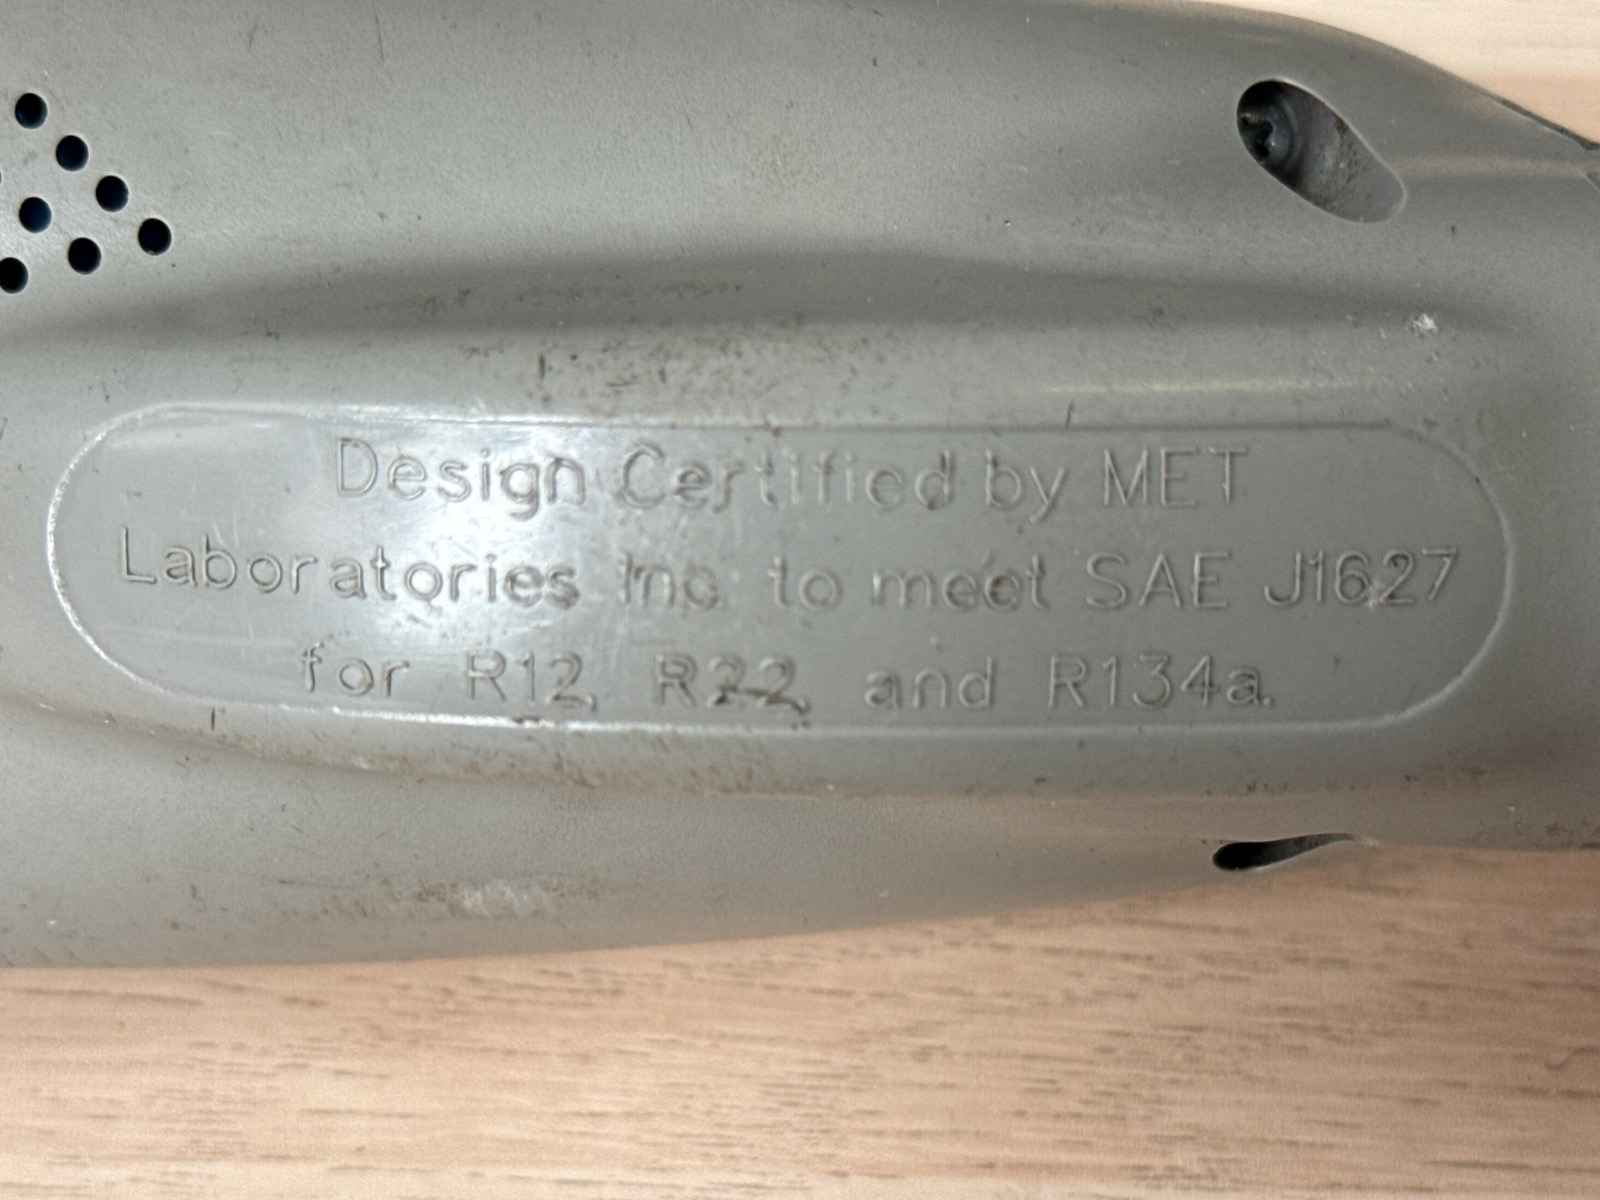 Design Certified by MET
Laboratories Inc. to meet SAE J1627
for R12, R22, and R134a.